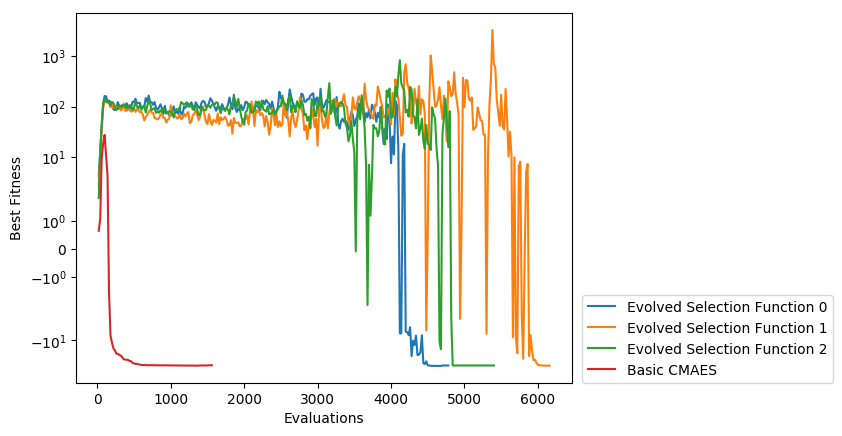 10³
10²
10¹
10⁰
0
−10⁰
−10¹
Best Fitness
0 1000 2000 3000 4000 5000 6000
Evaluations
Evolved Selection Function 0
Evolved Selection Function 1
Evolved Selection Function 2
Basic CMAES